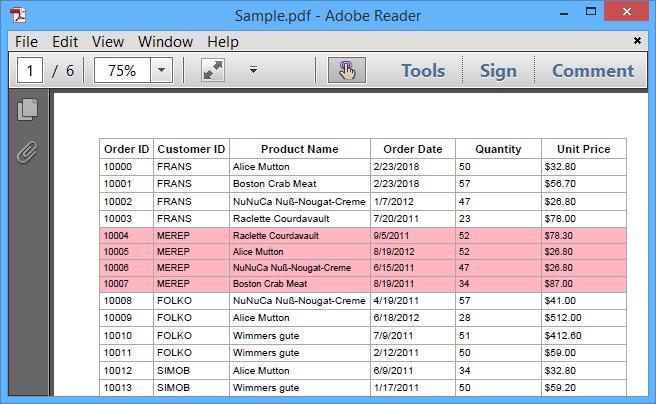 Sample.pdf - Adobe Reader
File Edit View Window Help
1 / 6 75% Tools Sign Comment
Order ID Customer ID Product Name Order Date Quantity Unit Price
10000 FRANS Alice Mutton 2/23/2018 50 $32.80
10001 FRANS Boston Crab Meat 2/23/2018 57 $56.70
10002 FRANS NuNuCa Nuß-Nougat-Creme 1/7/2012 47 $26.80
10003 FRANS Raclette Courdavault 7/20/2011 23 $78.00
10004 MEREP Raclette Courdavault 9/5/2011 52 $78.30
10005 MEREP Alice Mutton 8/19/2012 52 $26.80
10006 MEREP NuNuCa Nuß-Nougat-Creme 6/15/2011 47 $26.80
10007 MEREP Boston Crab Meat 8/19/2011 34 $87.00
10008 FOLKO NuNuCa Nuß-Nougat-Creme 4/19/2011 57 $41.00
10009 FOLKO Alice Mutton 6/18/2012 28 $512.00
10010 FOLKO Wimmers gute 7/9/2011 51 $412.60
10011 FOLKO Wimmers gute 2/12/2011 50 $59.00
10012 SIMOB Alice Mutton 6/9/2011 34 $32.80
10013 SIMOB Wimmers gute 1/17/2011 50 $59.20